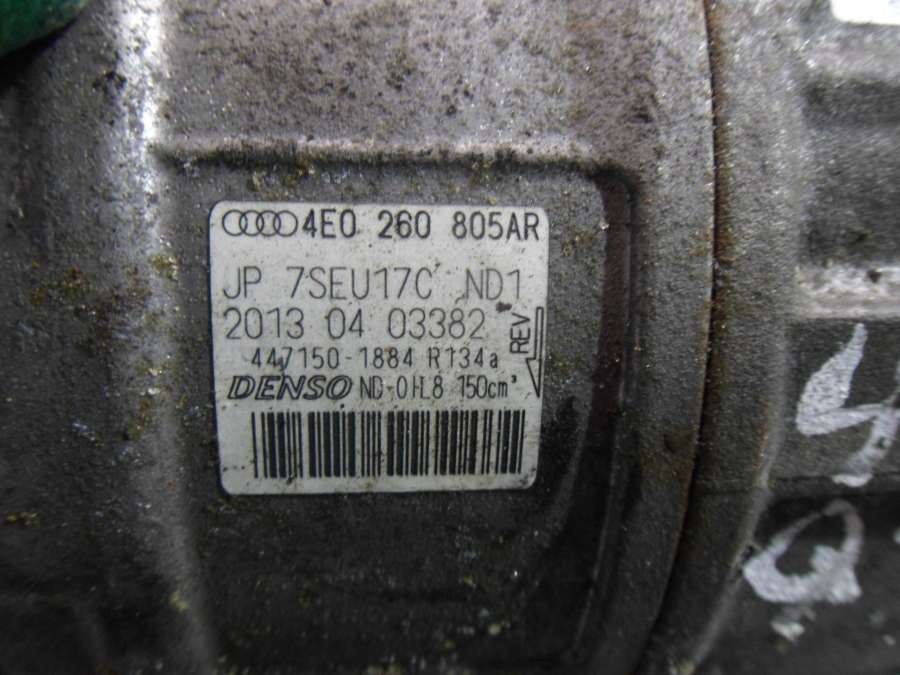 4E0 260 805AR
JP 7SEU17C ND1
2013 04 03382
REV
447150-1884 R134a
DENSO ND-OIL8 150cm³